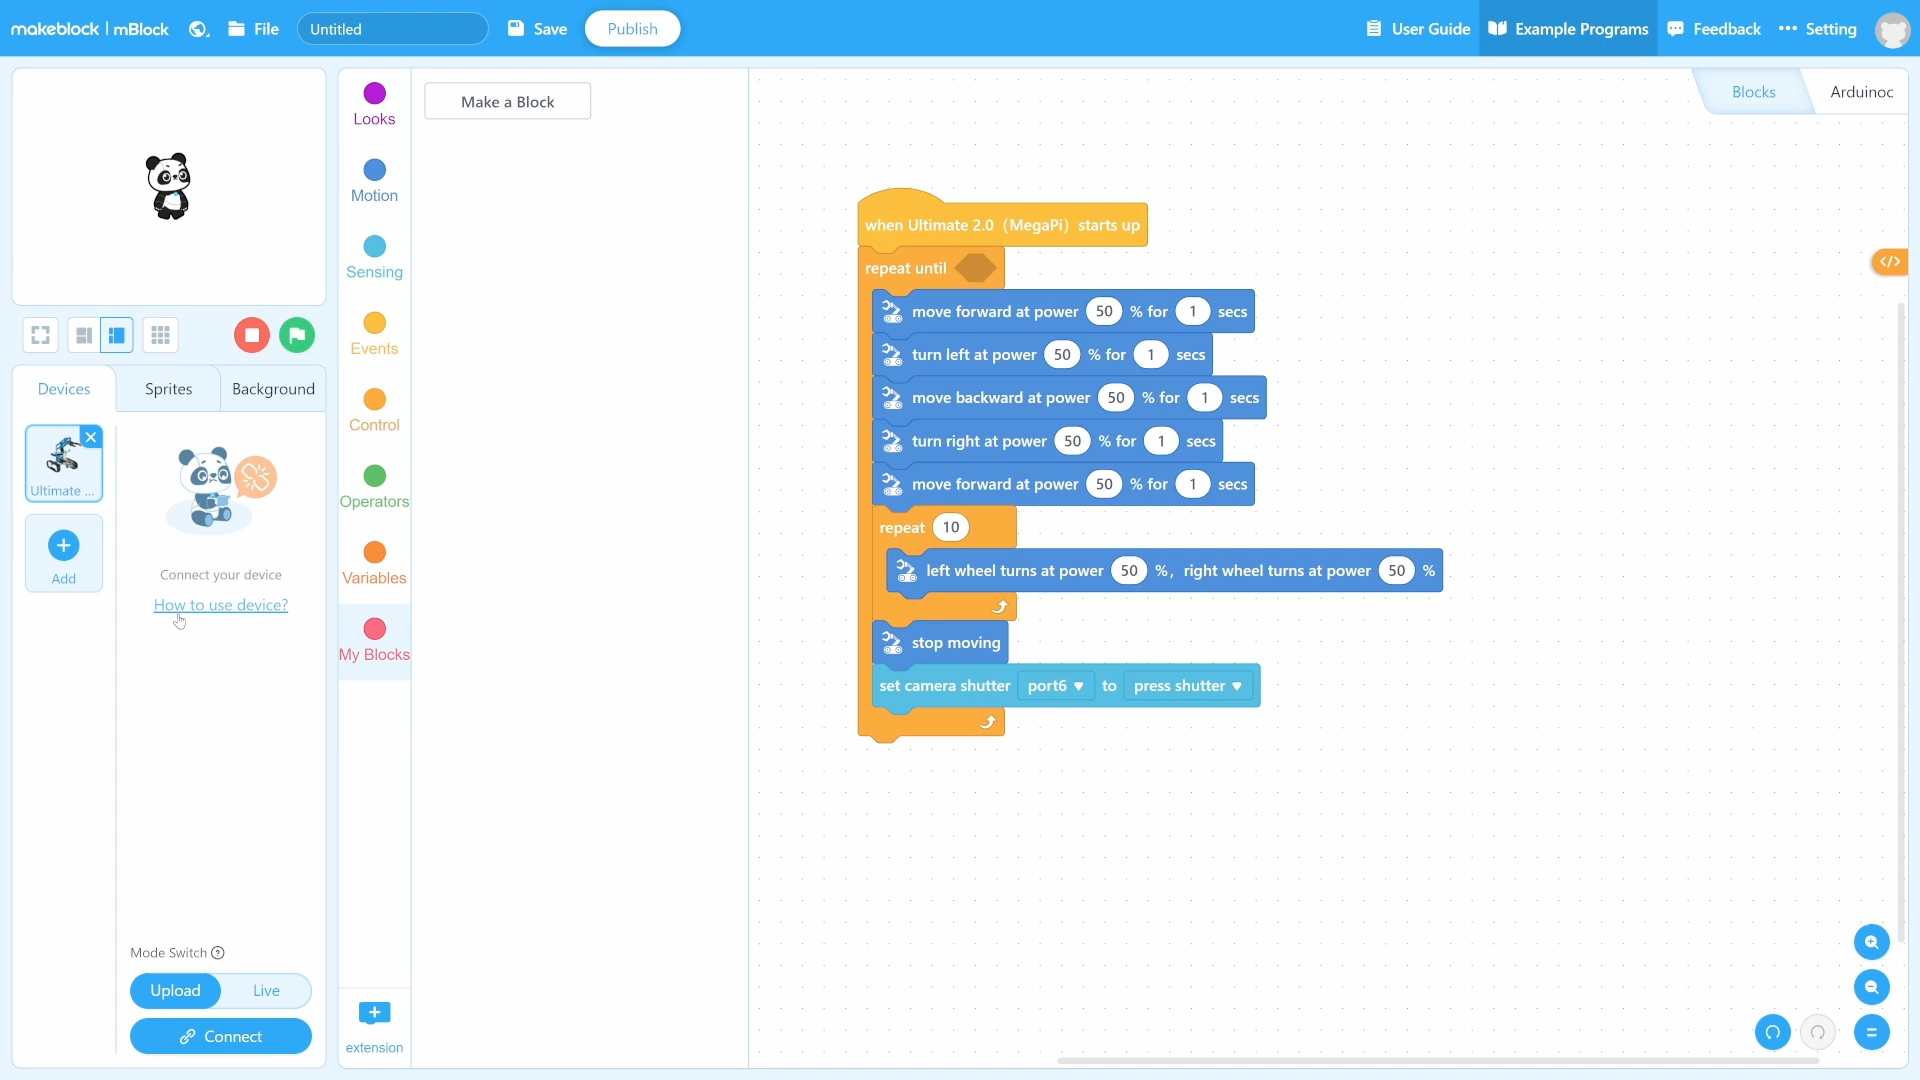 makeblock | mBlock File Untitled Save Publish User Guide Example Programs Feedback Setting
Looks
Motion
Sensing
Events
Control
Operators
Variables
My Blocks
extension
Make a Block
Blocks Arduinoc
when Ultimate 2.0（MegaPi）starts up
repeat until
move forward at power 50 % for 1 secs
turn left at power 50 % for 1 secs
move backward at power 50 % for 1 secs
turn right at power 50 % for 1 secs
move forward at power 50 % for 1 secs
repeat 10
left wheel turns at power 50 %，right wheel turns at power 50 %
stop moving
set camera shutter port6 to press shutter
Devices Sprites Background
Ultimate ...
Add
Connect your device
How to use device?
Mode Switch
Upload Live
Connect